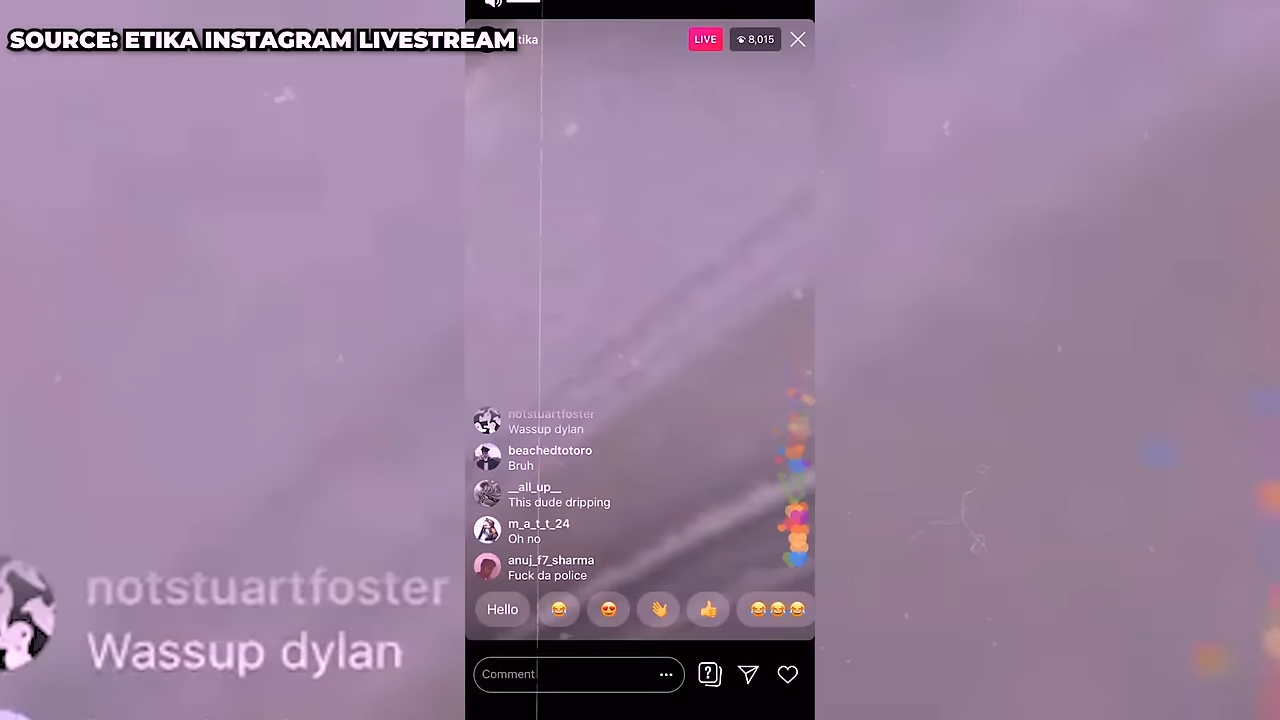 SOURCE: ETIKA INSTAGRAM LIVESTREAM
tika
LIVE
8,015
notstuartfoster
Wassup dylan
beachedtotoro
Bruh
__all_up__
This dude dripping
m_a_t_t_24
Oh no
anuj_f7_sharma
Fuck da police
Hello
Comment
notstuartfoster
Wassup dylan